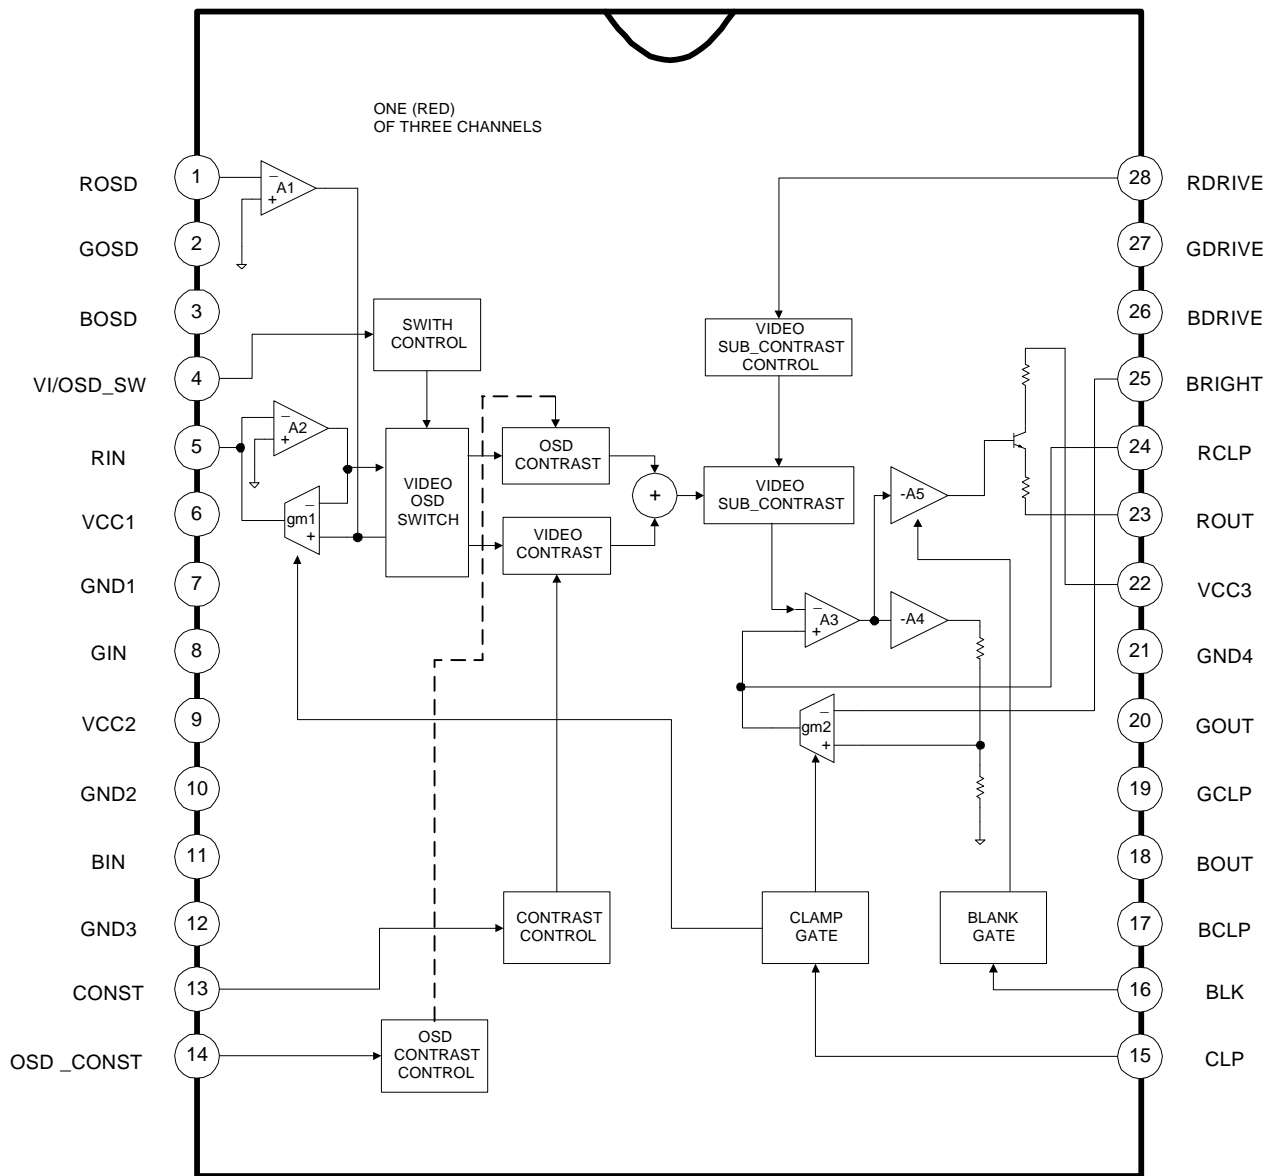 ONE (RED)
OF THREE CHANNELS
ROSD
1
GOSD
2
BOSD
3
VI/OSD_SW
4
RIN
5
VCC1
6
GND1
7
GIN
8
VCC2
9
GND2
10
BIN
11
GND3
12
CONST
13
OSD _CONST
14
−
A1
+
SWITH
CONTROL
−
A2
+
−
gm1
+
VIDEO
OSD
SWITCH
OSD
CONTRAST
VIDEO
CONTRAST
+
CONTRAST
CONTROL
OSD
CONTRAST
CONTROL
VIDEO
SUB_CONTRAST
CONTROL
VIDEO
SUB_CONTRAST
−
A3
+
-A5
-A4
−
gm2
+
CLAMP
GATE
BLANK
GATE
28
RDRIVE
27
GDRIVE
26
BDRIVE
25
BRIGHT
24
RCLP
23
ROUT
22
VCC3
21
GND4
20
GOUT
19
GCLP
18
BOUT
17
BCLP
16
BLK
15
CLP